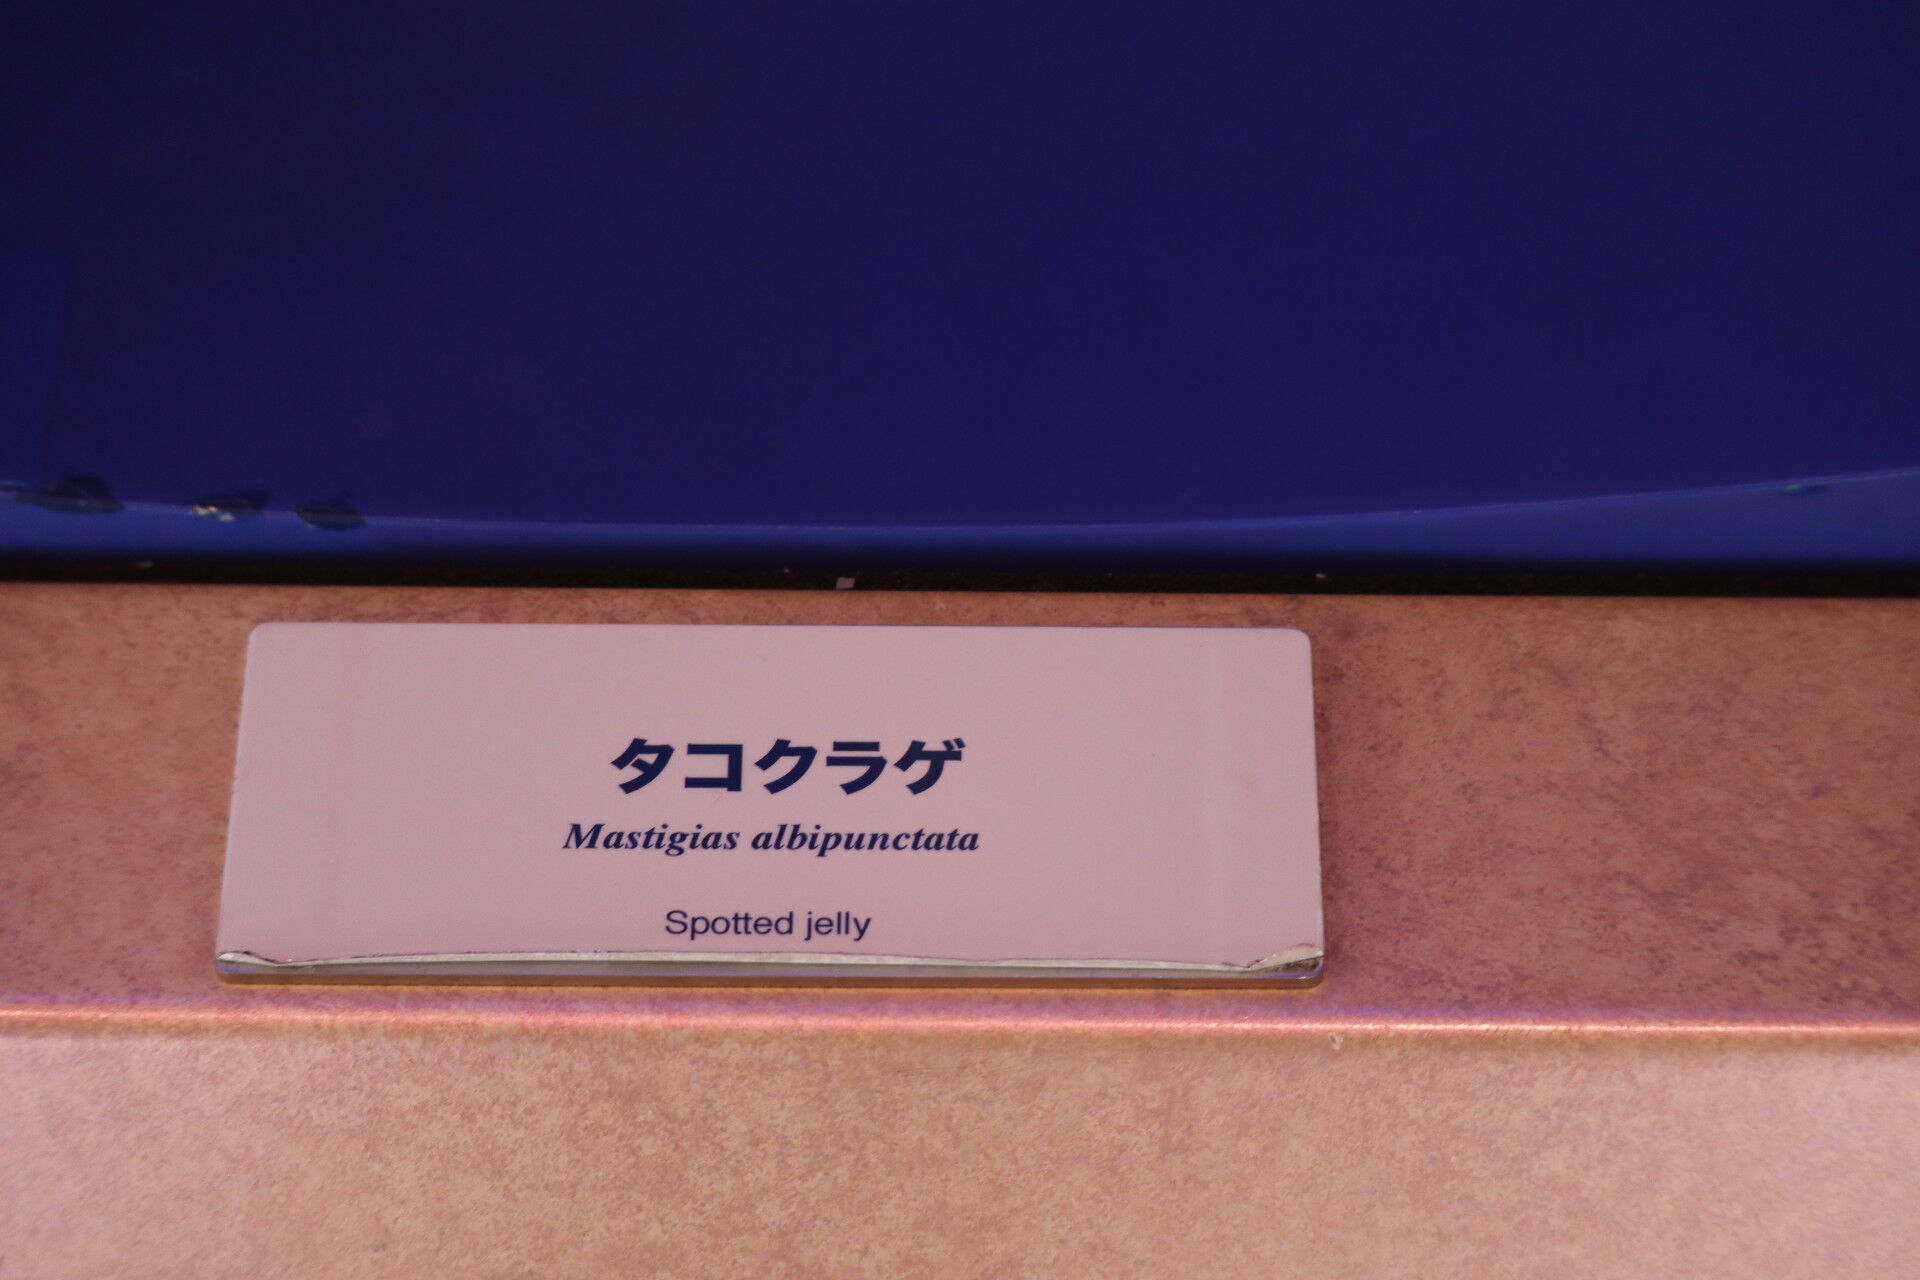 タコクラゲ
Mastigias albipunctata
Spotted jelly